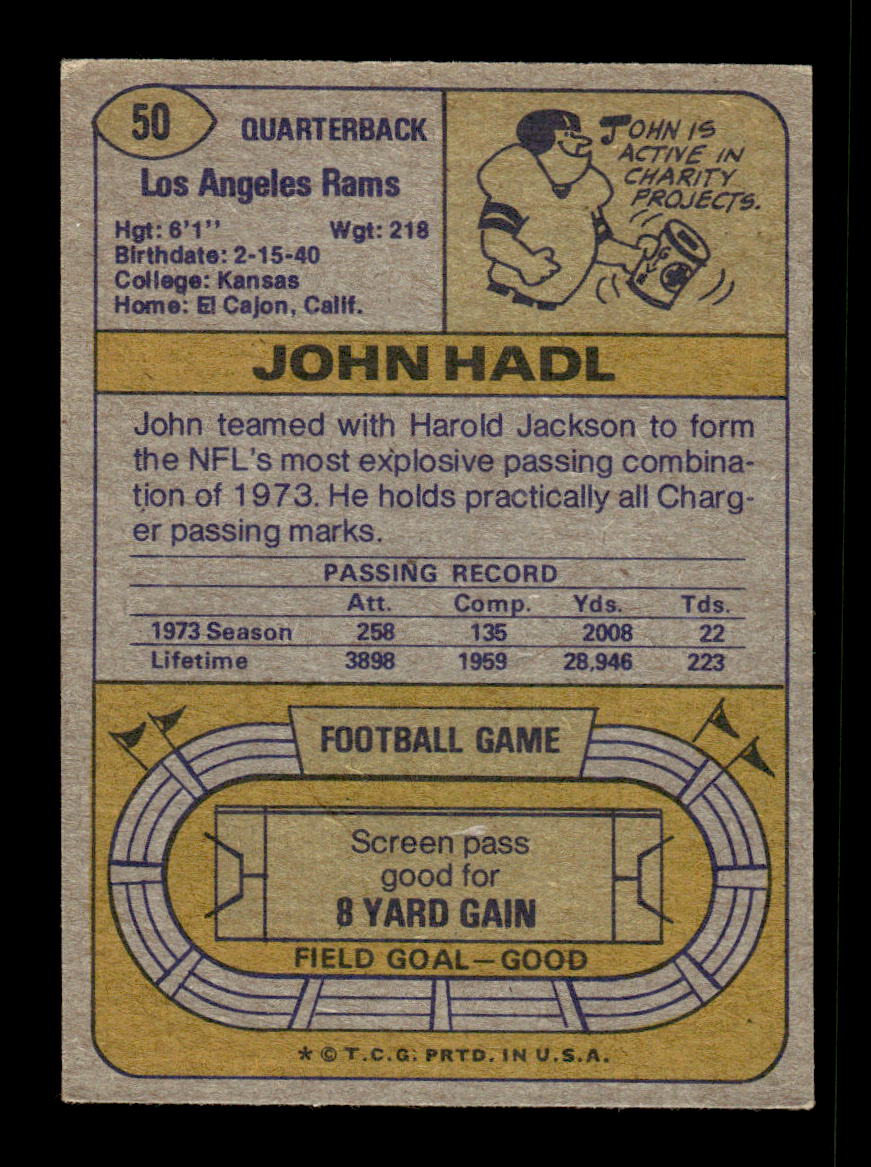 50
QUARTERBACK
Los Angeles Rams
Hgt: 6'1'' Wgt: 218
Birthdate: 2-15-40
College: Kansas
Home: El Cajon, Calif.
JOHN IS
ACTIVE IN
CHARITY
PROJECTS.
JOHN HADL
John teamed with Harold Jackson to form
the NFL's most explosive passing combina-
tion of 1973. He holds practically all Charg-
er passing marks.
PASSING RECORD
Att. Comp. Yds. Tds.
1973 Season 258 135 2008 22
Lifetime 3898 1959 28,946 223
FOOTBALL GAME
Screen pass
good for
8 YARD GAIN
FIELD GOAL—GOOD
* © T.C.G. PRTD. IN U.S.A.